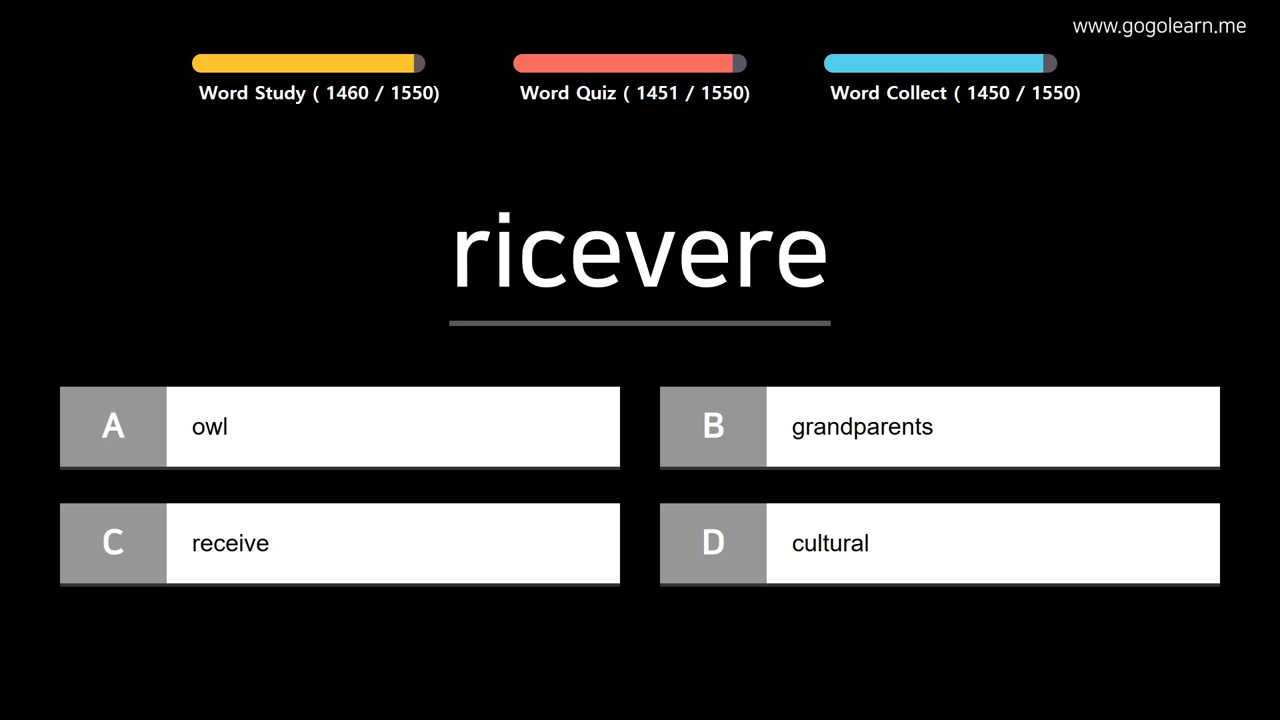 www.gogolearn.me
Word Study ( 1460 / 1550)
Word Quiz ( 1451 / 1550)
Word Collect ( 1450 / 1550)
ricevere
A owl
B grandparents
C receive
D cultural